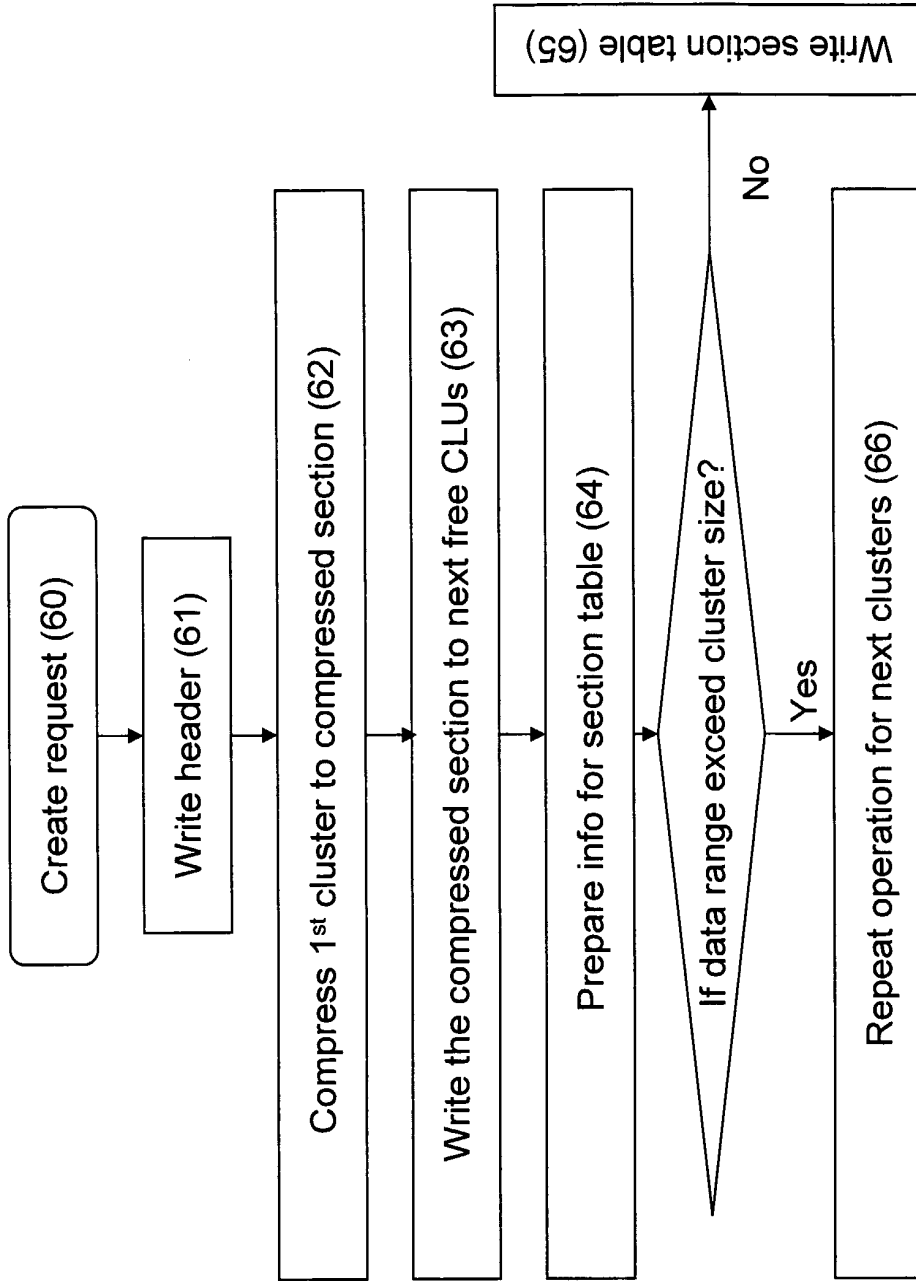 Create request (60)
Write header (61)
Compress 1st cluster to compressed section (62)
Write the compressed section to next free CLUs (63)
Prepare info for section table (64)
If data range exceed cluster size?
No
Write section table (65)
Yes
Repeat operation for next clusters (66)